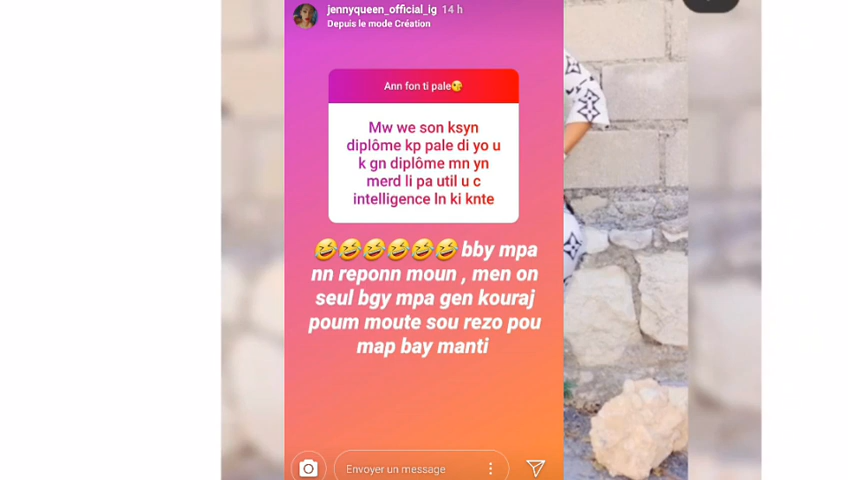 jennyqueen_official_ig 14 h
Depuis le mode Création
Ann fon ti pale😘
Mw we son ksyn
diplôme kp pale di yo u
k gn diplôme mn yn
merd li pa util u c
intelligence ln ki knte
🤣🤣🤣🤣🤣🤣 bby mpa
nn reponn moun , men on
seul bgy mpa gen kouraj
poum moute sou rezo pou
map bay manti
Envoyer un message